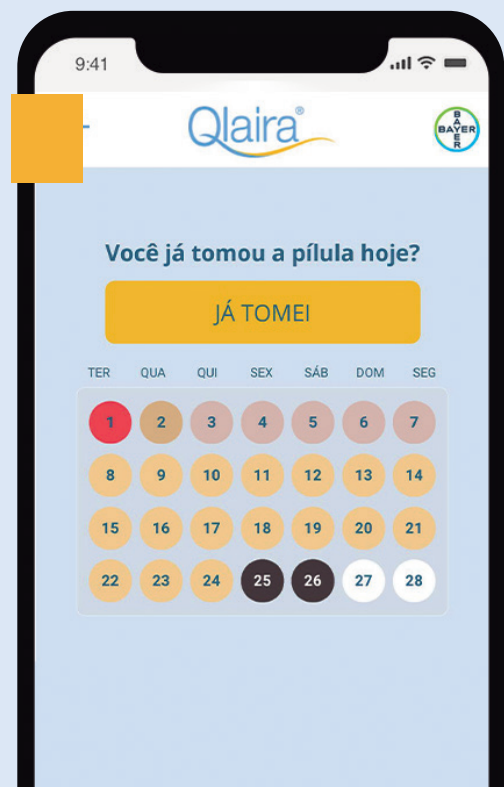 9:41
Qlaira®
BAYER
BAYER
Você já tomou a pílula hoje?
JÁ TOMEI
TER QUA QUI SEX SÁB DOM SEG
1 2 3 4 5 6 7
8 9 10 11 12 13 14
15 16 17 18 19 20 21
22 23 24 25 26 27 28